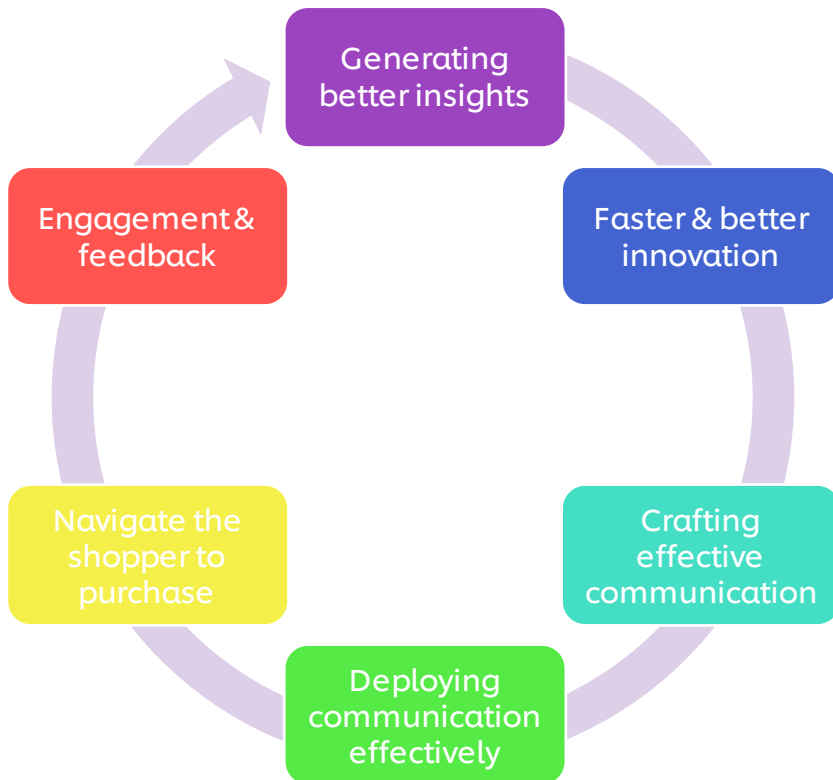 Generating
better insights
Faster & better
innovation
Crafting
effective
communication
Deploying
communication
effectively
Navigate the
shopper to
purchase
Engagement &
feedback